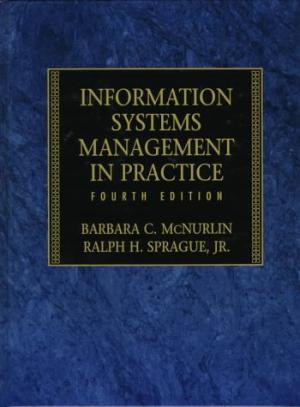 INFORMATION
SYSTEMS
MANAGEMENT
IN PRACTICE
FOURTH EDITION
BARBARA C. McNURLIN
RALPH H. SPRAGUE, JR.